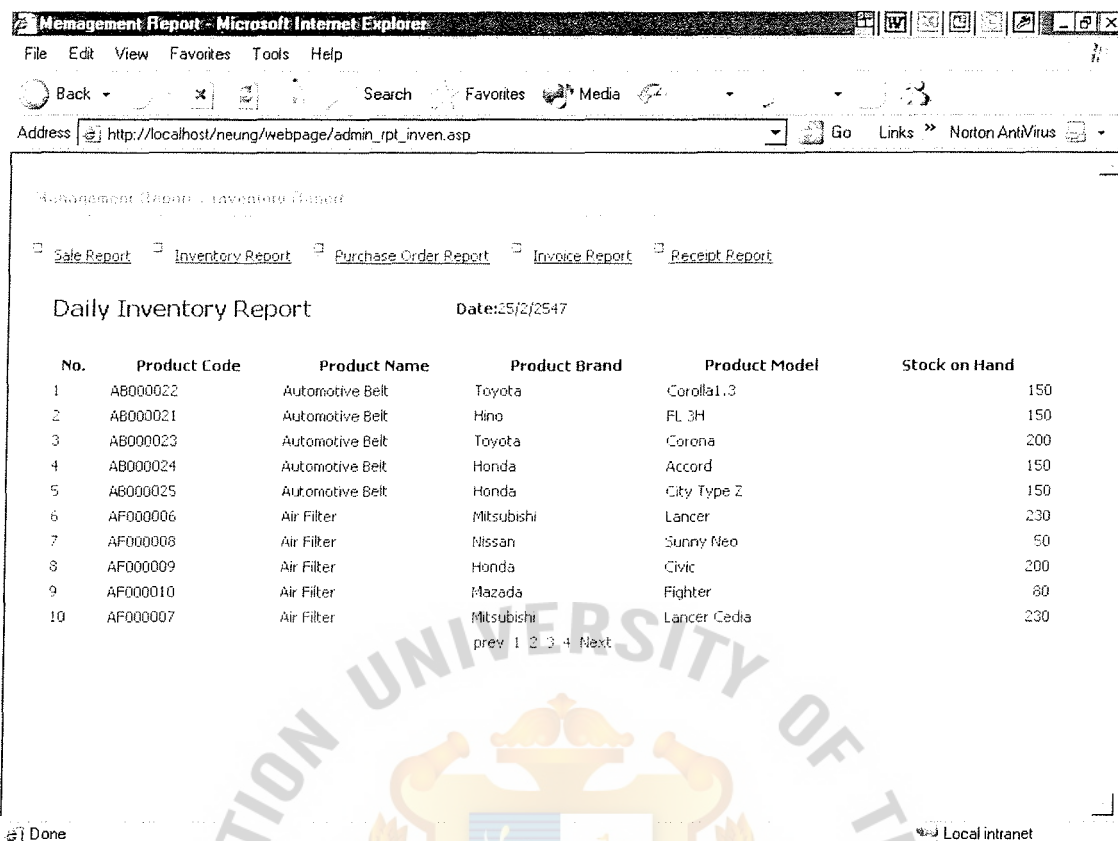 Memagement Report - Microsoft Internet Explorer
File Edit View Favorites Tools Help
Back Search Favorites Media
Address http://localhost/neung/webpage/admin_rpt_inven.asp Go Links » Norton AntiVirus
Management Report - Inventory Report
Sale Report Inventory Report Purchase Order Report Invoice Report Receipt Report
Daily Inventory Report Date:25/2/2547
No. Product Code Product Name Product Brand Product Model Stock on Hand
1 AB000022 Automotive Belt Toyota Corolla1.3 150
2 AB000021 Automotive Belt Hino FL 3H 150
3 AB000023 Automotive Belt Toyota Corona 200
4 AB000024 Automotive Belt Honda Accord 150
5 AB000025 Automotive Belt Honda City Type Z 150
6 AF000006 Air Filter Mitsubishi Lancer 230
7 AF000008 Air Filter Nissan Sunny Neo 50
8 AF000009 Air Filter Honda Civic 200
9 AF000010 Air Filter Mazada Fighter 80
10 AF000007 Air Filter Mitsubishi Lancer Cedia 230
prev 1 2 3 4 Next
UNIVERSITY OF
Done Local intranet